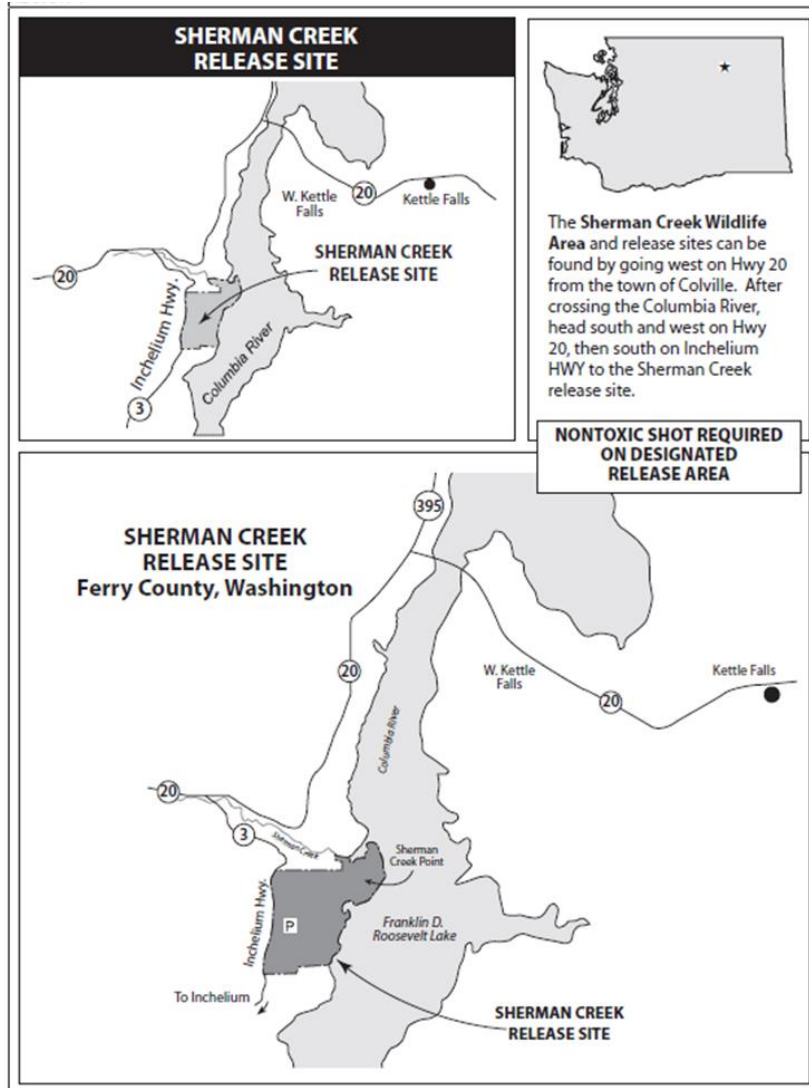 SHERMAN CREEK
RELEASE SITE
20
W. Kettle
Falls
Kettle Falls
SHERMAN CREEK
RELEASE SITE
20
Inchelium Hwy.
Columbia River
3
The Sherman Creek Wildlife
Area and release sites can be
found by going west on Hwy 20
from the town of Colville. After
crossing the Columbia River,
head south and west on Hwy
20, then south on Inchelium
HWY to the Sherman Creek
release site.
NONTOXIC SHOT REQUIRED
ON DESIGNATED
RELEASE AREA
395
SHERMAN CREEK
RELEASE SITE
Ferry County, Washington
20
W. Kettle
Falls
Kettle Falls
20
Columbia River
20
3
Sherman Creek
Sherman
Creek Point
Inchelium Hwy.
P
Franklin D.
Roosevelt Lake
To Inchelium
SHERMAN CREEK
RELEASE SITE